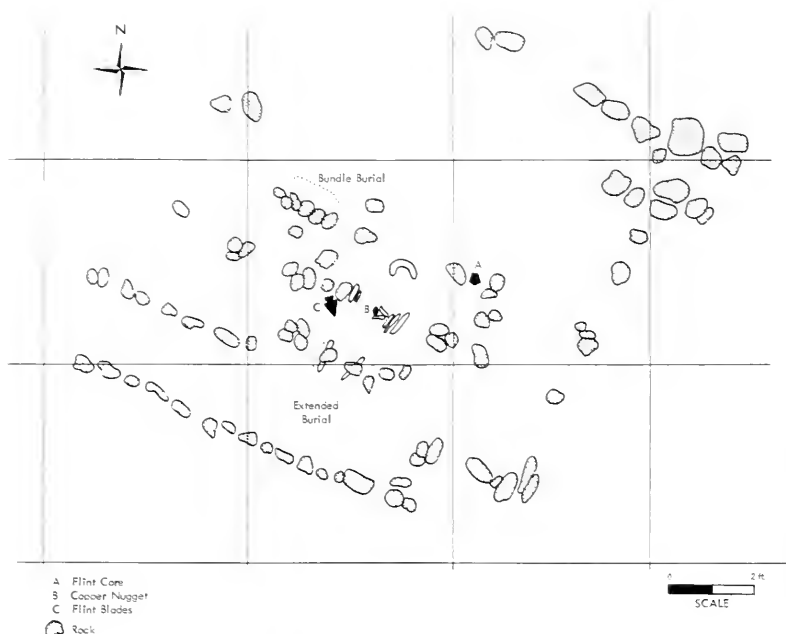 N
Bundle Burial
A
C
B
Extended
Burial
A Flint Core
B Copper Nugget
C Flint Blades
Rock
0 2 ft.
SCALE